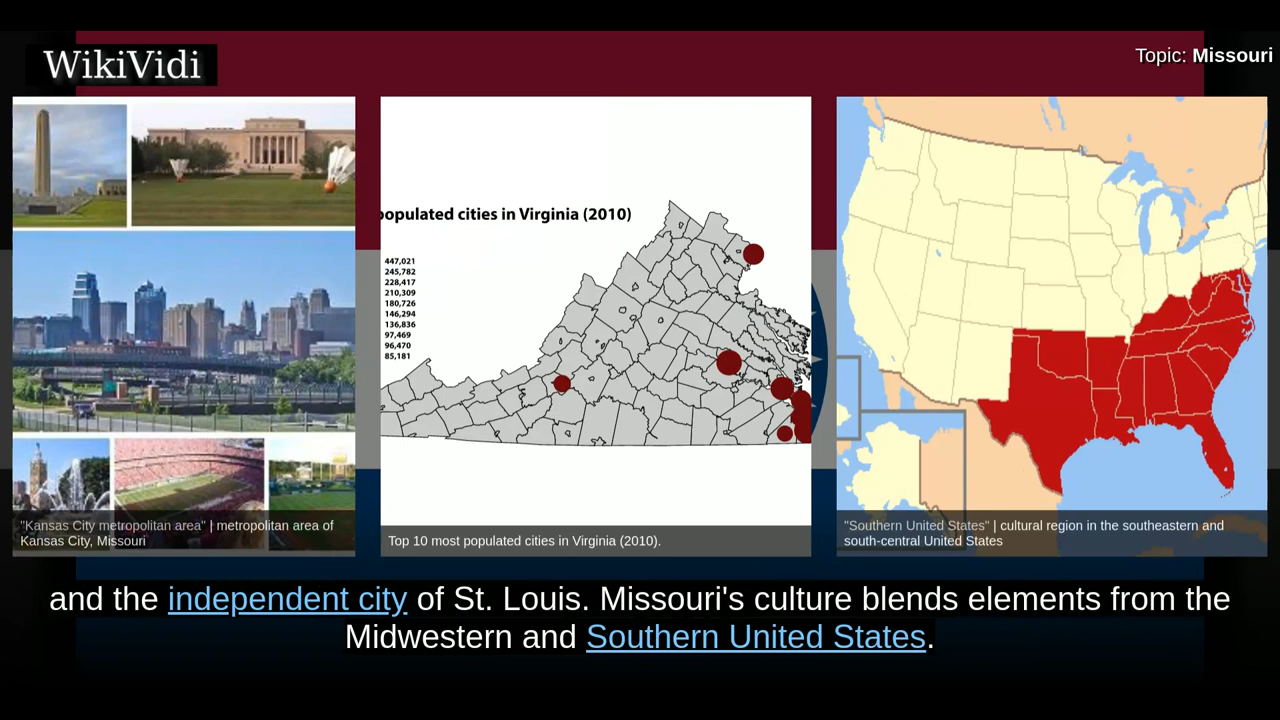 WikiVidi
Topic: Missouri
populated cities in Virginia (2010)
447,021
245,782
228,417
210,309
180,726
146,294
136,836
97,469
96,470
85,181
"Kansas City metropolitan area" | metropolitan area of
Kansas City, Missouri
Top 10 most populated cities in Virginia (2010).
"Southern United States" | cultural region in the southeastern and
south-central United States
and the independent city of St. Louis. Missouri's culture blends elements from the
Midwestern and Southern United States.